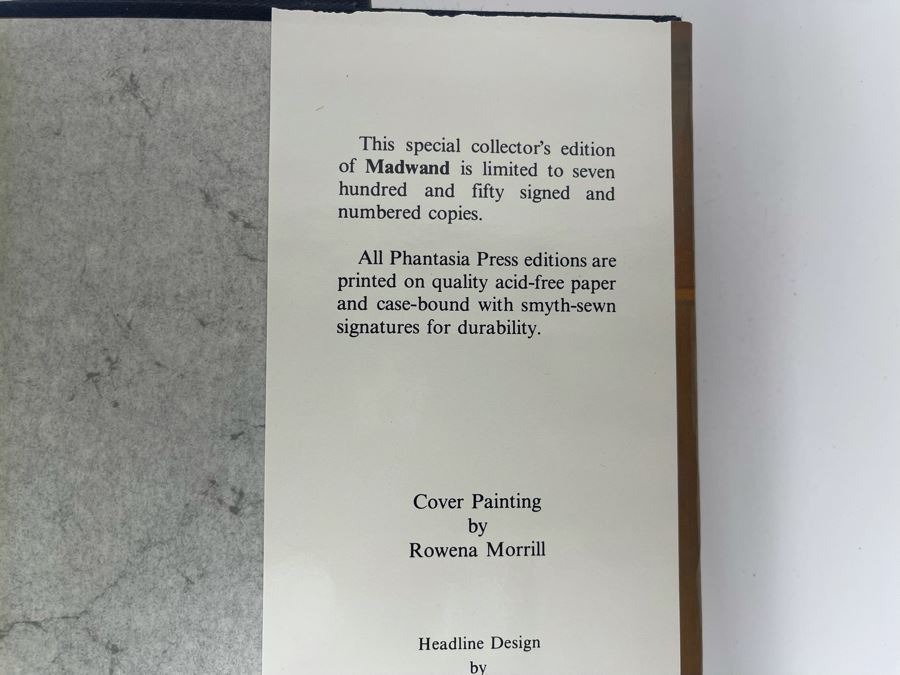 This special collector's edition
of Madwand is limited to seven
hundred and fifty signed and
numbered copies.
All Phantasia Press editions are
printed on quality acid-free paper
and case-bound with smyth-sewn
signatures for durability.
Cover Painting
by
Rowena Morrill
Headline Design
by